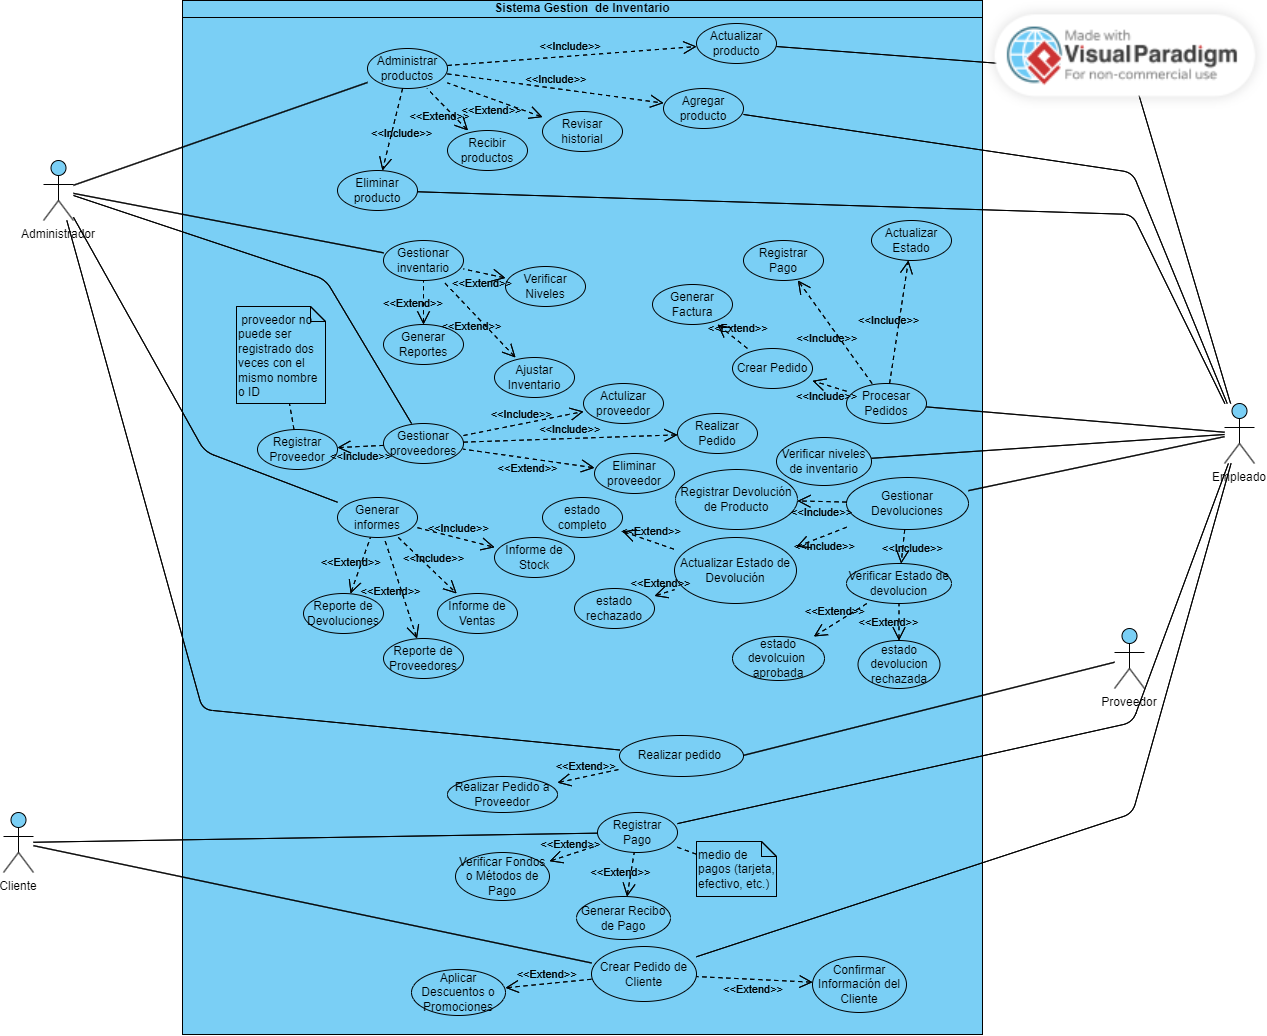 Sistema Gestion  de Inventario
Made with
VisualParadigm
For non-commercial use
Actualizar
producto
<<Include>>
Administrar
productos
<<Include>>
Agregar
producto
<<Extend>>
<<Extend>>
Revisar
historial
<<Include>>
Recibir
productos
Eliminar
producto
Administrador
Actualizar
Estado
Gestionar
inventario
Registrar
Pago
Verificar
Niveles
<<Extend>>
Generar
Factura
<<Extend>>
<<Extend>>
<<Include>>
<<Extend>>
<<Include>>
proveedor no
puede ser
registrado dos
veces con el
mismo nombre
o ID
Generar
Reportes
Crear Pedido
Ajustar
Inventario
<<Include>>
Procesar
Pedidos
Actulizar
proveedor
<<Include>>
<<Include>>
Realizar
Pedido
Registrar
Proveedor
<<Include>>
Gestionar
proveedores
<<Extend>>
Eliminar
proveedor
Verificar niveles
de inventario
Empleado
Registrar Devolución
de Producto
Gestionar
Devoluciones
<<Include>>
Generar
informes
<<Include>>
estado
completo
<<Extend>>
<<Include>>
<<Include>>
Informe de
Stock
<<Extend>>
<<Include>>
<<Extend>>
Actualizar Estado de
Devolución
<<Extend>>
Verificar Estado de
devolucion
Reporte de
Devoluciones
Informe de
Ventas
estado
rechazado
<<Extend>>
<<Extend>>
Reporte de
Proveedores
estado
devolcuion
aprobada
estado
devolucion
rechazada
Proveedor
Realizar pedido
<<Extend>>
Realizar Pedido a
Proveedor
Registrar
Pago
<<Extend>>
medio de
pagos (tarjeta,
efectivo, etc.)
Verificar Fondos
o Métodos de
Pago
<<Extend>>
Cliente
Generar Recibo
de Pago
Crear Pedido de
Cliente
<<Extend>>
<<Extend>>
Aplicar
Descuentos o
Promociones
Confirmar
Información del
Cliente